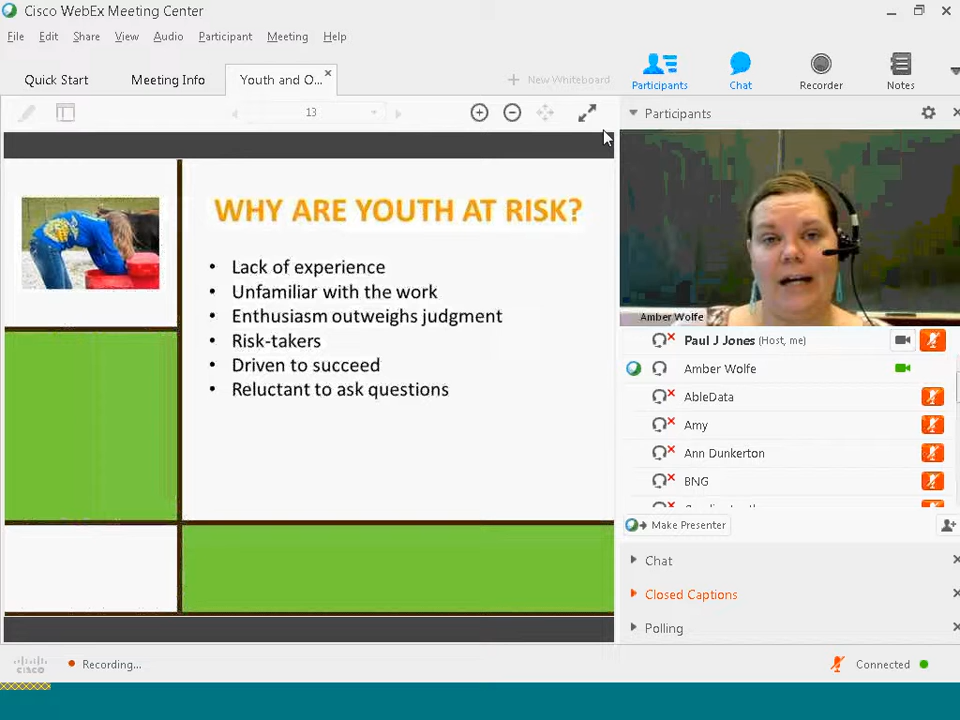 Cisco WebEx Meeting Center
File Edit Share View Audio Participant Meeting Help
Quick Start Meeting Info Youth and O... New Whiteboard
Participants Chat Recorder Notes
13
Participants
WHY ARE YOUTH AT RISK?
• Lack of experience
• Unfamiliar with the work
• Enthusiasm outweighs judgment
• Risk-takers
• Driven to succeed
• Reluctant to ask questions
Amber Wolfe
Paul J Jones (Host, me)
Amber Wolfe
AbleData
Amy
Ann Dunkerton
BNG
Make Presenter
Chat
Closed Captions
Polling
cisco
Recording...
Connected